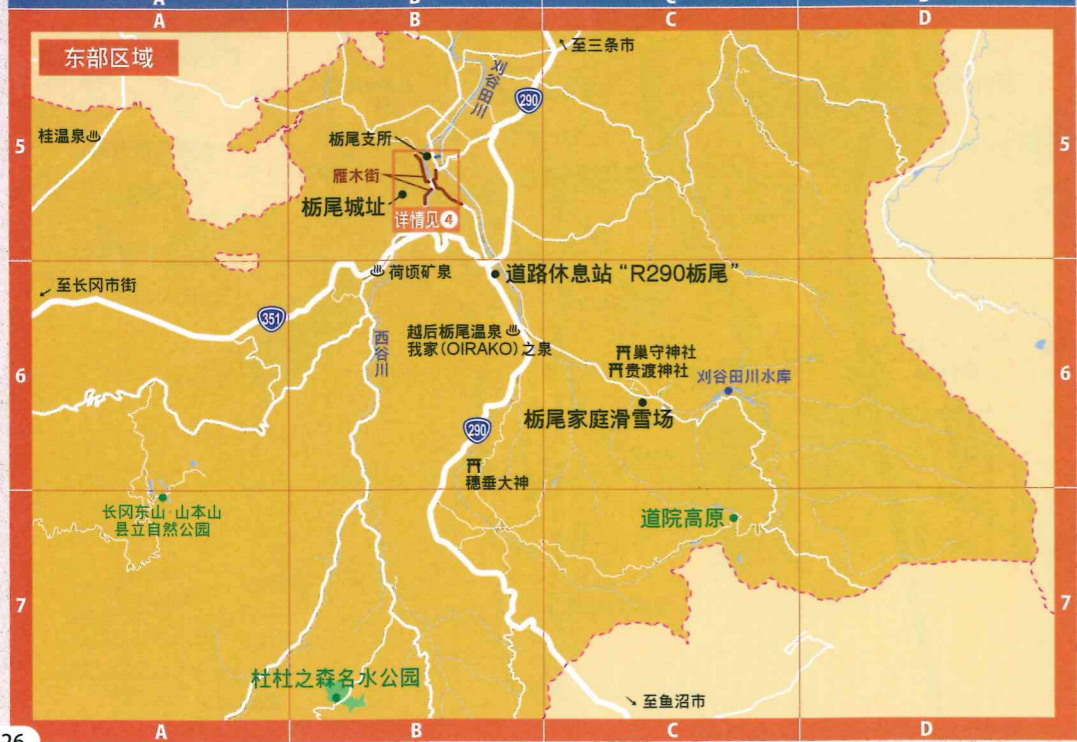 A B C D
东部区域
至三条市
刈谷田川
290
桂温泉
5
栃尾支所
5
雁木街
栃尾城址
详情见4
荷顷矿泉
道路休息站“R290栃尾”
至长冈市街
351
越后栃尾温泉
我家(OIRAKO)之泉
西谷川
巢守神社
贵渡神社
刈谷田川水库
6
6
栃尾家庭滑雪场
290
穗垂大神
长冈东山·山本山
县立自然公园
道院高原
7
7
杜杜之森名水公园
至鱼沼市
A B C D
26